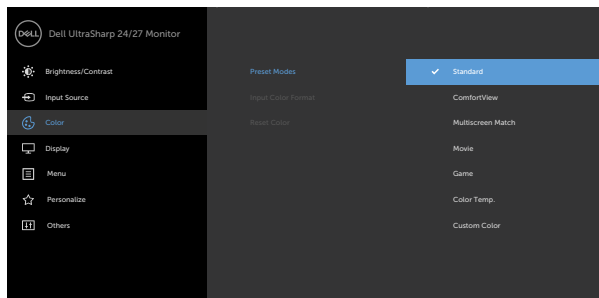 DELL
Dell UltraSharp 24/27 Monitor
Brightness/Contrast
Input Source
Color
Display
Menu
Personalize
Others
Preset Modes
Input Color Format
Reset Color
Standard
ComfortView
Multiscreen Match
Movie
Game
Color Temp.
Custom Color